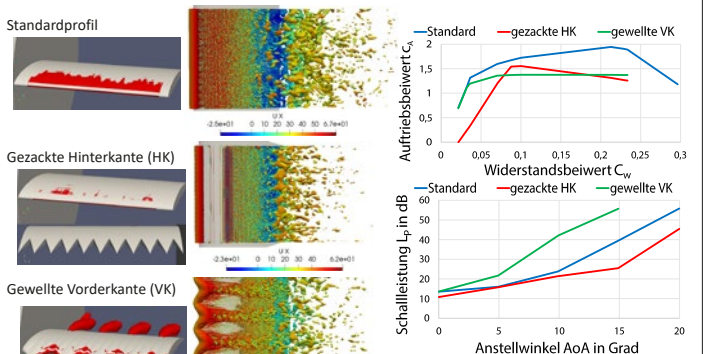 Standardprofil
-2.5e+01 0 10 20 30 40 6.7e+01
u X
Gezackte Hinterkante (HK)
u X
-2.3e+01 0 10 20 30 40 6.2e+01
Gewellte Vorderkante (VK)
Standard gezackte HK gewellte VK
Auftriebsbeiwert CA
2
1,5
1
0,5
0
0 0,05 0,1 0,15 0,2 0,25 0,3
Widerstandsbeiwert CW
Standard gezackte HK gewellte VK
Schallleistung LP in dB
60
50
40
30
20
10
0
0 5 10 15 20
Anstellwinkel AoA in Grad